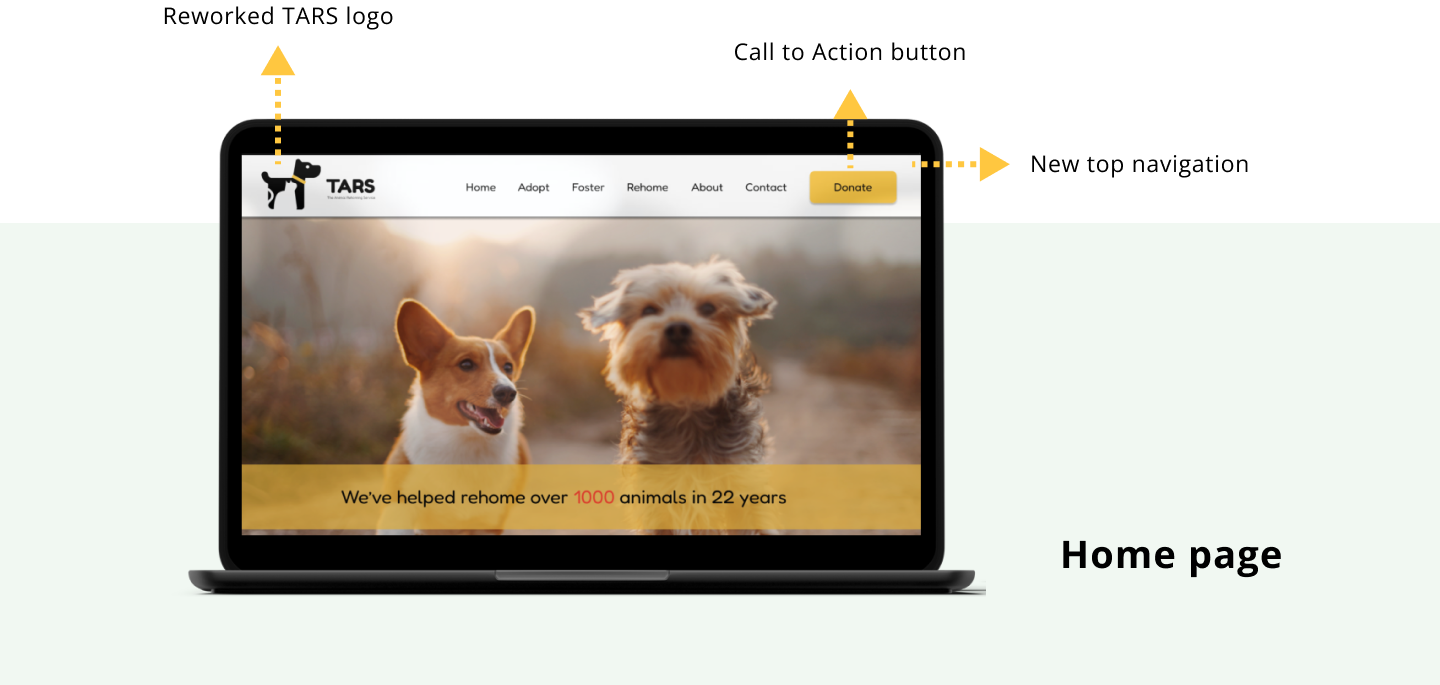 Reworked TARS logo
Call to Action button
New top navigation
TARS
Home Adopt Foster Rehome About Contact Donate
We've helped rehome over 1000 animals in 22 years
Home page